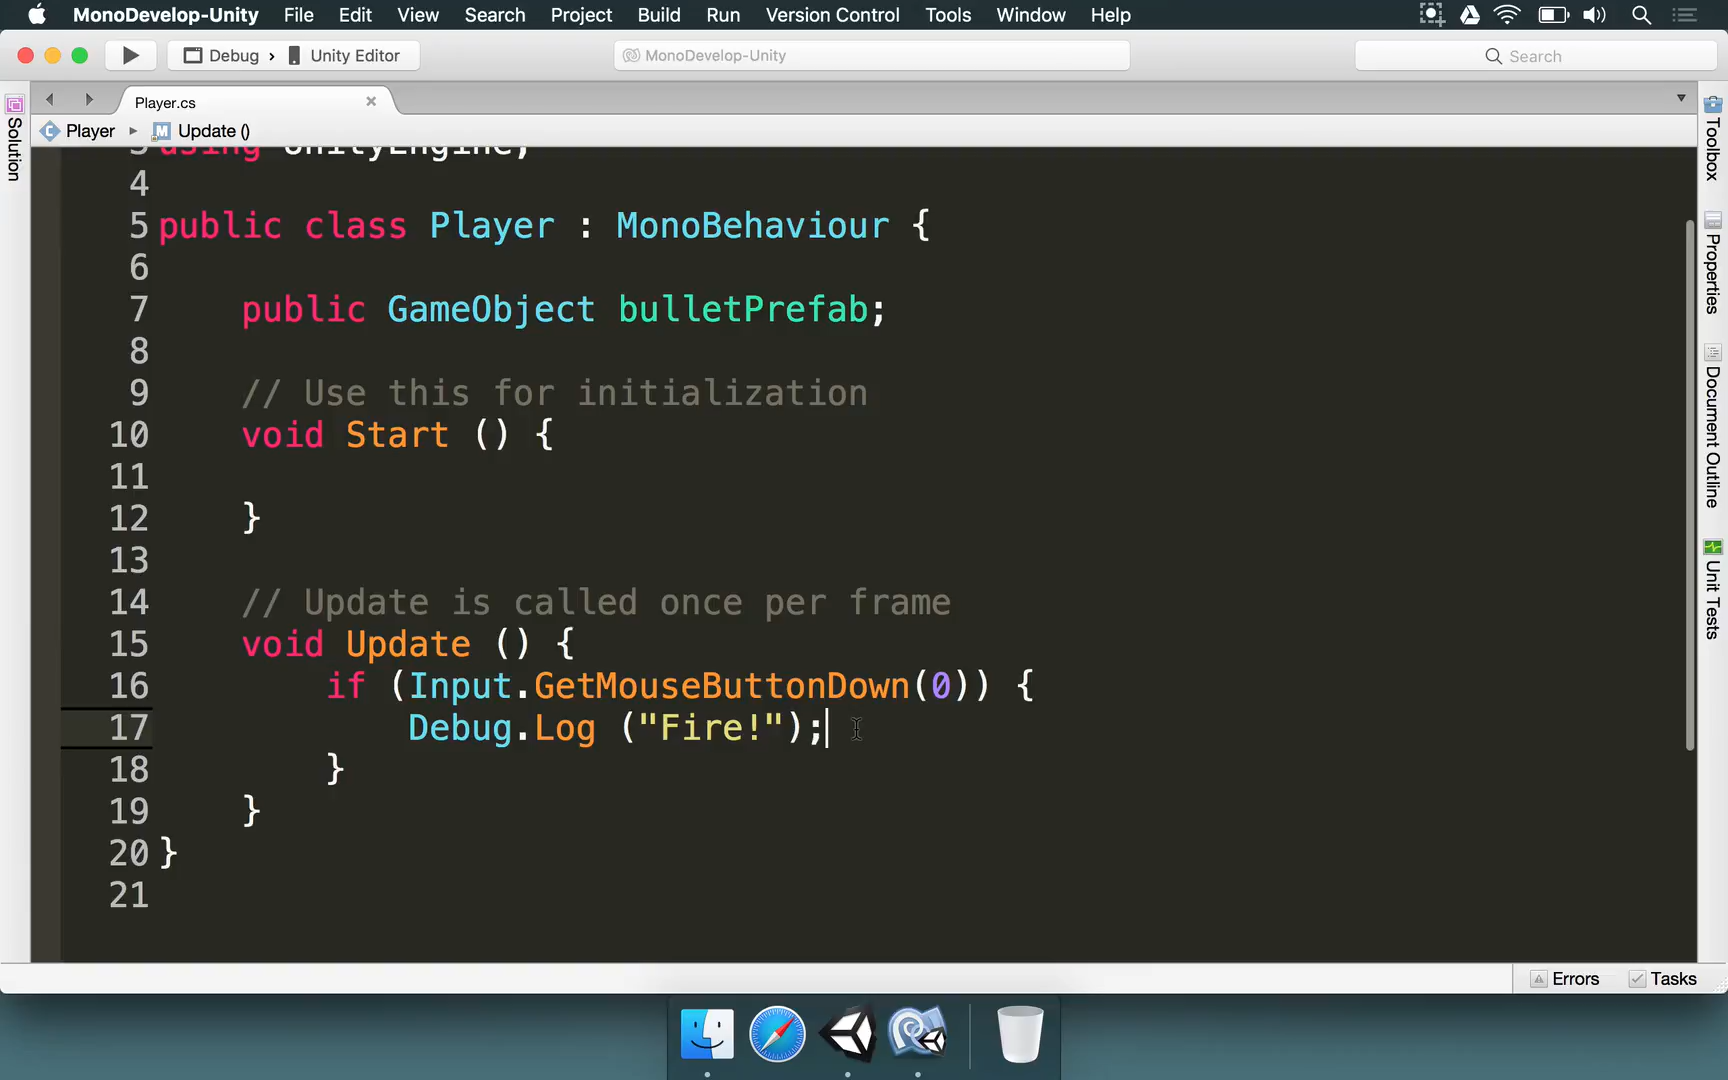 MonoDevelop-Unity File Edit View Search Project Build Run Version Control Tools Window Help
Debug › Unity Editor MonoDevelop-Unity Search
Player.cs
Player Update ()
Solution
Toolbox
Properties
Document Outline
Unit Tests
3 using UnityEngine;
4
5 public class Player : MonoBehaviour {
6
7 public GameObject bulletPrefab;
8
9 // Use this for initialization
10 void Start () {
11
12 }
13
14 // Update is called once per frame
15 void Update () {
16 if (Input.GetMouseButtonDown(0)) {
17 Debug.Log ("Fire!");
18 }
19 }
20 }
21
Errors Tasks